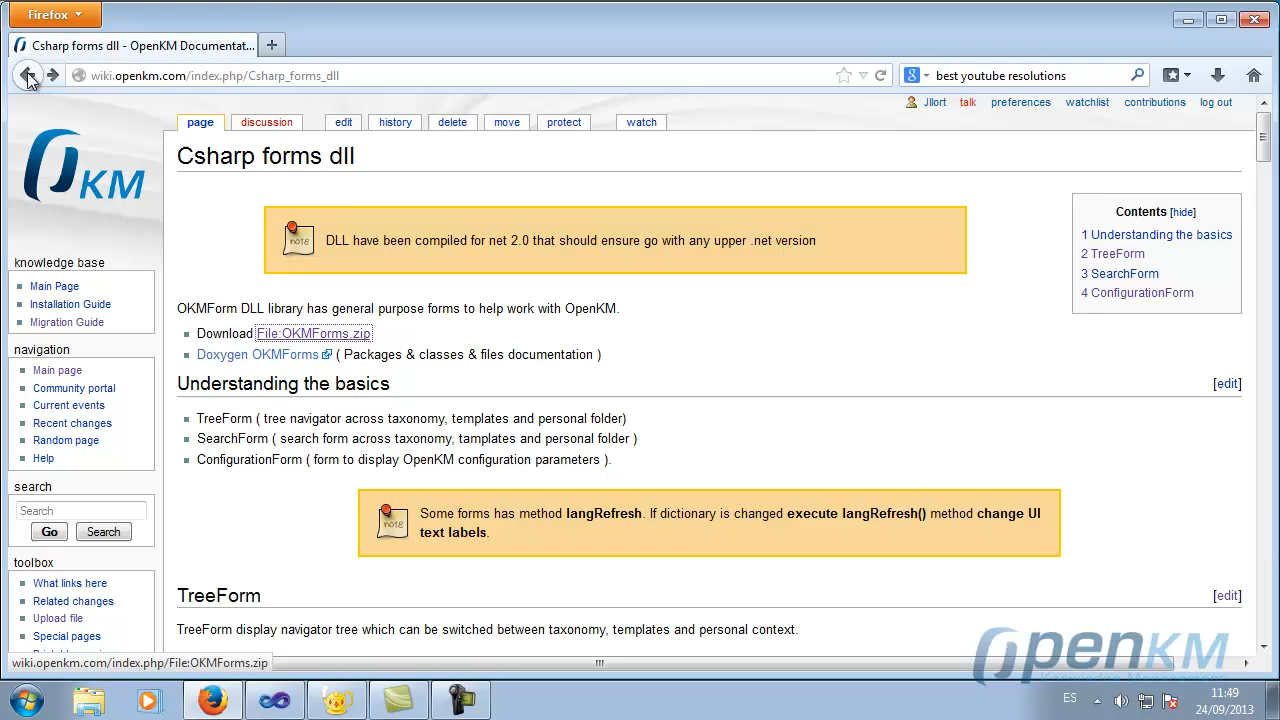 Firefox
Csharp forms dll - OpenKM Documentat...
wiki.openkm.com/index.php/Csharp_forms_dll
best youtube resolutions
Jllort talk preferences watchlist contributions log out
page discussion edit history delete move protect watch
OKM
Csharp forms dll
note DLL have been compiled for net 2.0 that should ensure go with any upper .net version
Contents [hide]
1 Understanding the basics
2 TreeForm
3 SearchForm
4 ConfigurationForm
OKMForm DLL library has general purpose forms to help work with OpenKM.
Download File:OKMForms.zip
Doxygen OKMForms ( Packages & classes & files documentation )
Understanding the basics [edit]
TreeForm ( tree navigator across taxonomy, templates and personal folder)
SearchForm ( search form across taxonomy, tamplates and personal folder )
ConfigurationForm ( form to display OpenKM configuration parameters ).
note Some forms has method langRefresh. If dictionary is changed execute langRefresh() method change UI
text labels.
TreeForm [edit]
TreeForm display navigator tree which can be switched between taxonomy, templates and personal context.
knowledge base
Main Page
Installation Guide
Migration Guide
navigation
Main page
Community portal
Current events
Recent changes
Random page
Help
search
Search
Go Search
toolbox
What links here
Related changes
Upload file
Special pages
wiki.openkm.com/index.php/File:OKMForms.zip
OpenKM
Knowledge Management
ES
11:49
24/09/2013